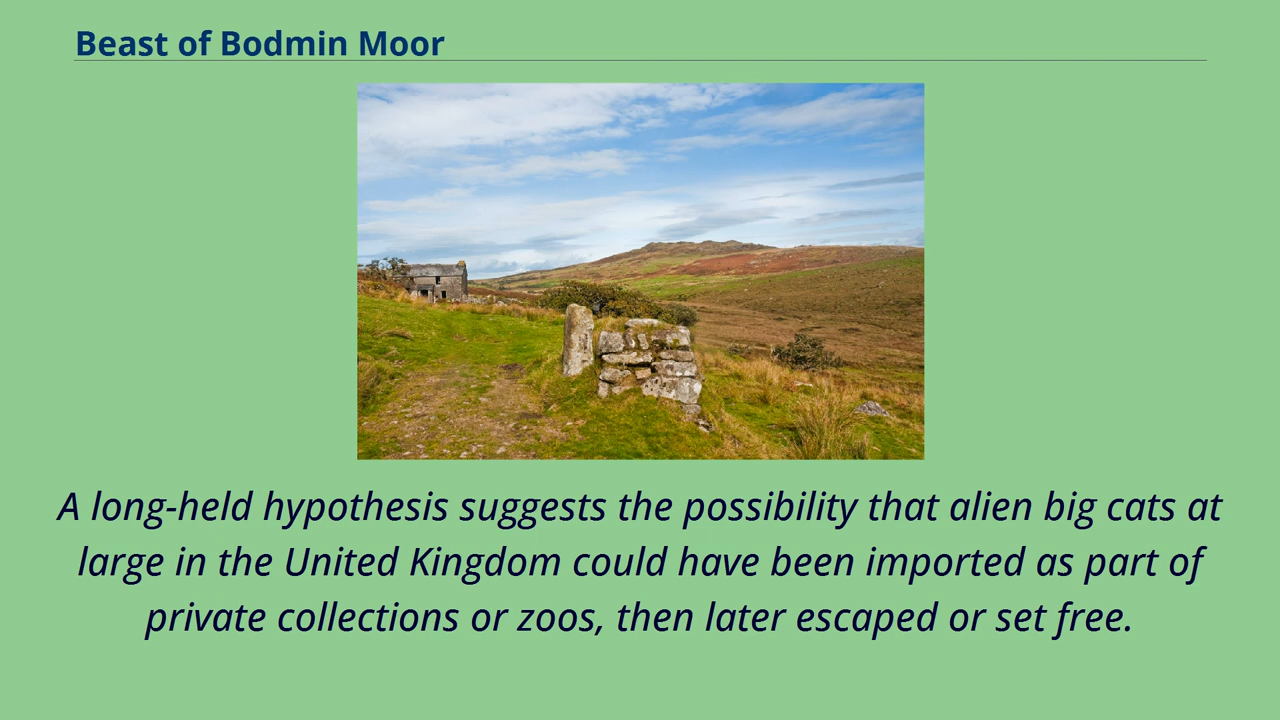 Beast of Bodmin Moor
A long-held hypothesis suggests the possibility that alien big cats at
large in the United Kingdom could have been imported as part of
private collections or zoos, then later escaped or set free.